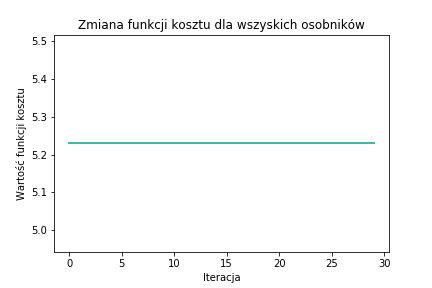 Zmiana funkcji kosztu dla wszyskich osobników
5.5
5.4
5.3
5.2
5.1
5.0
Wartość funkcji kosztu
0 5 10 15 20 25 30
Iteracja